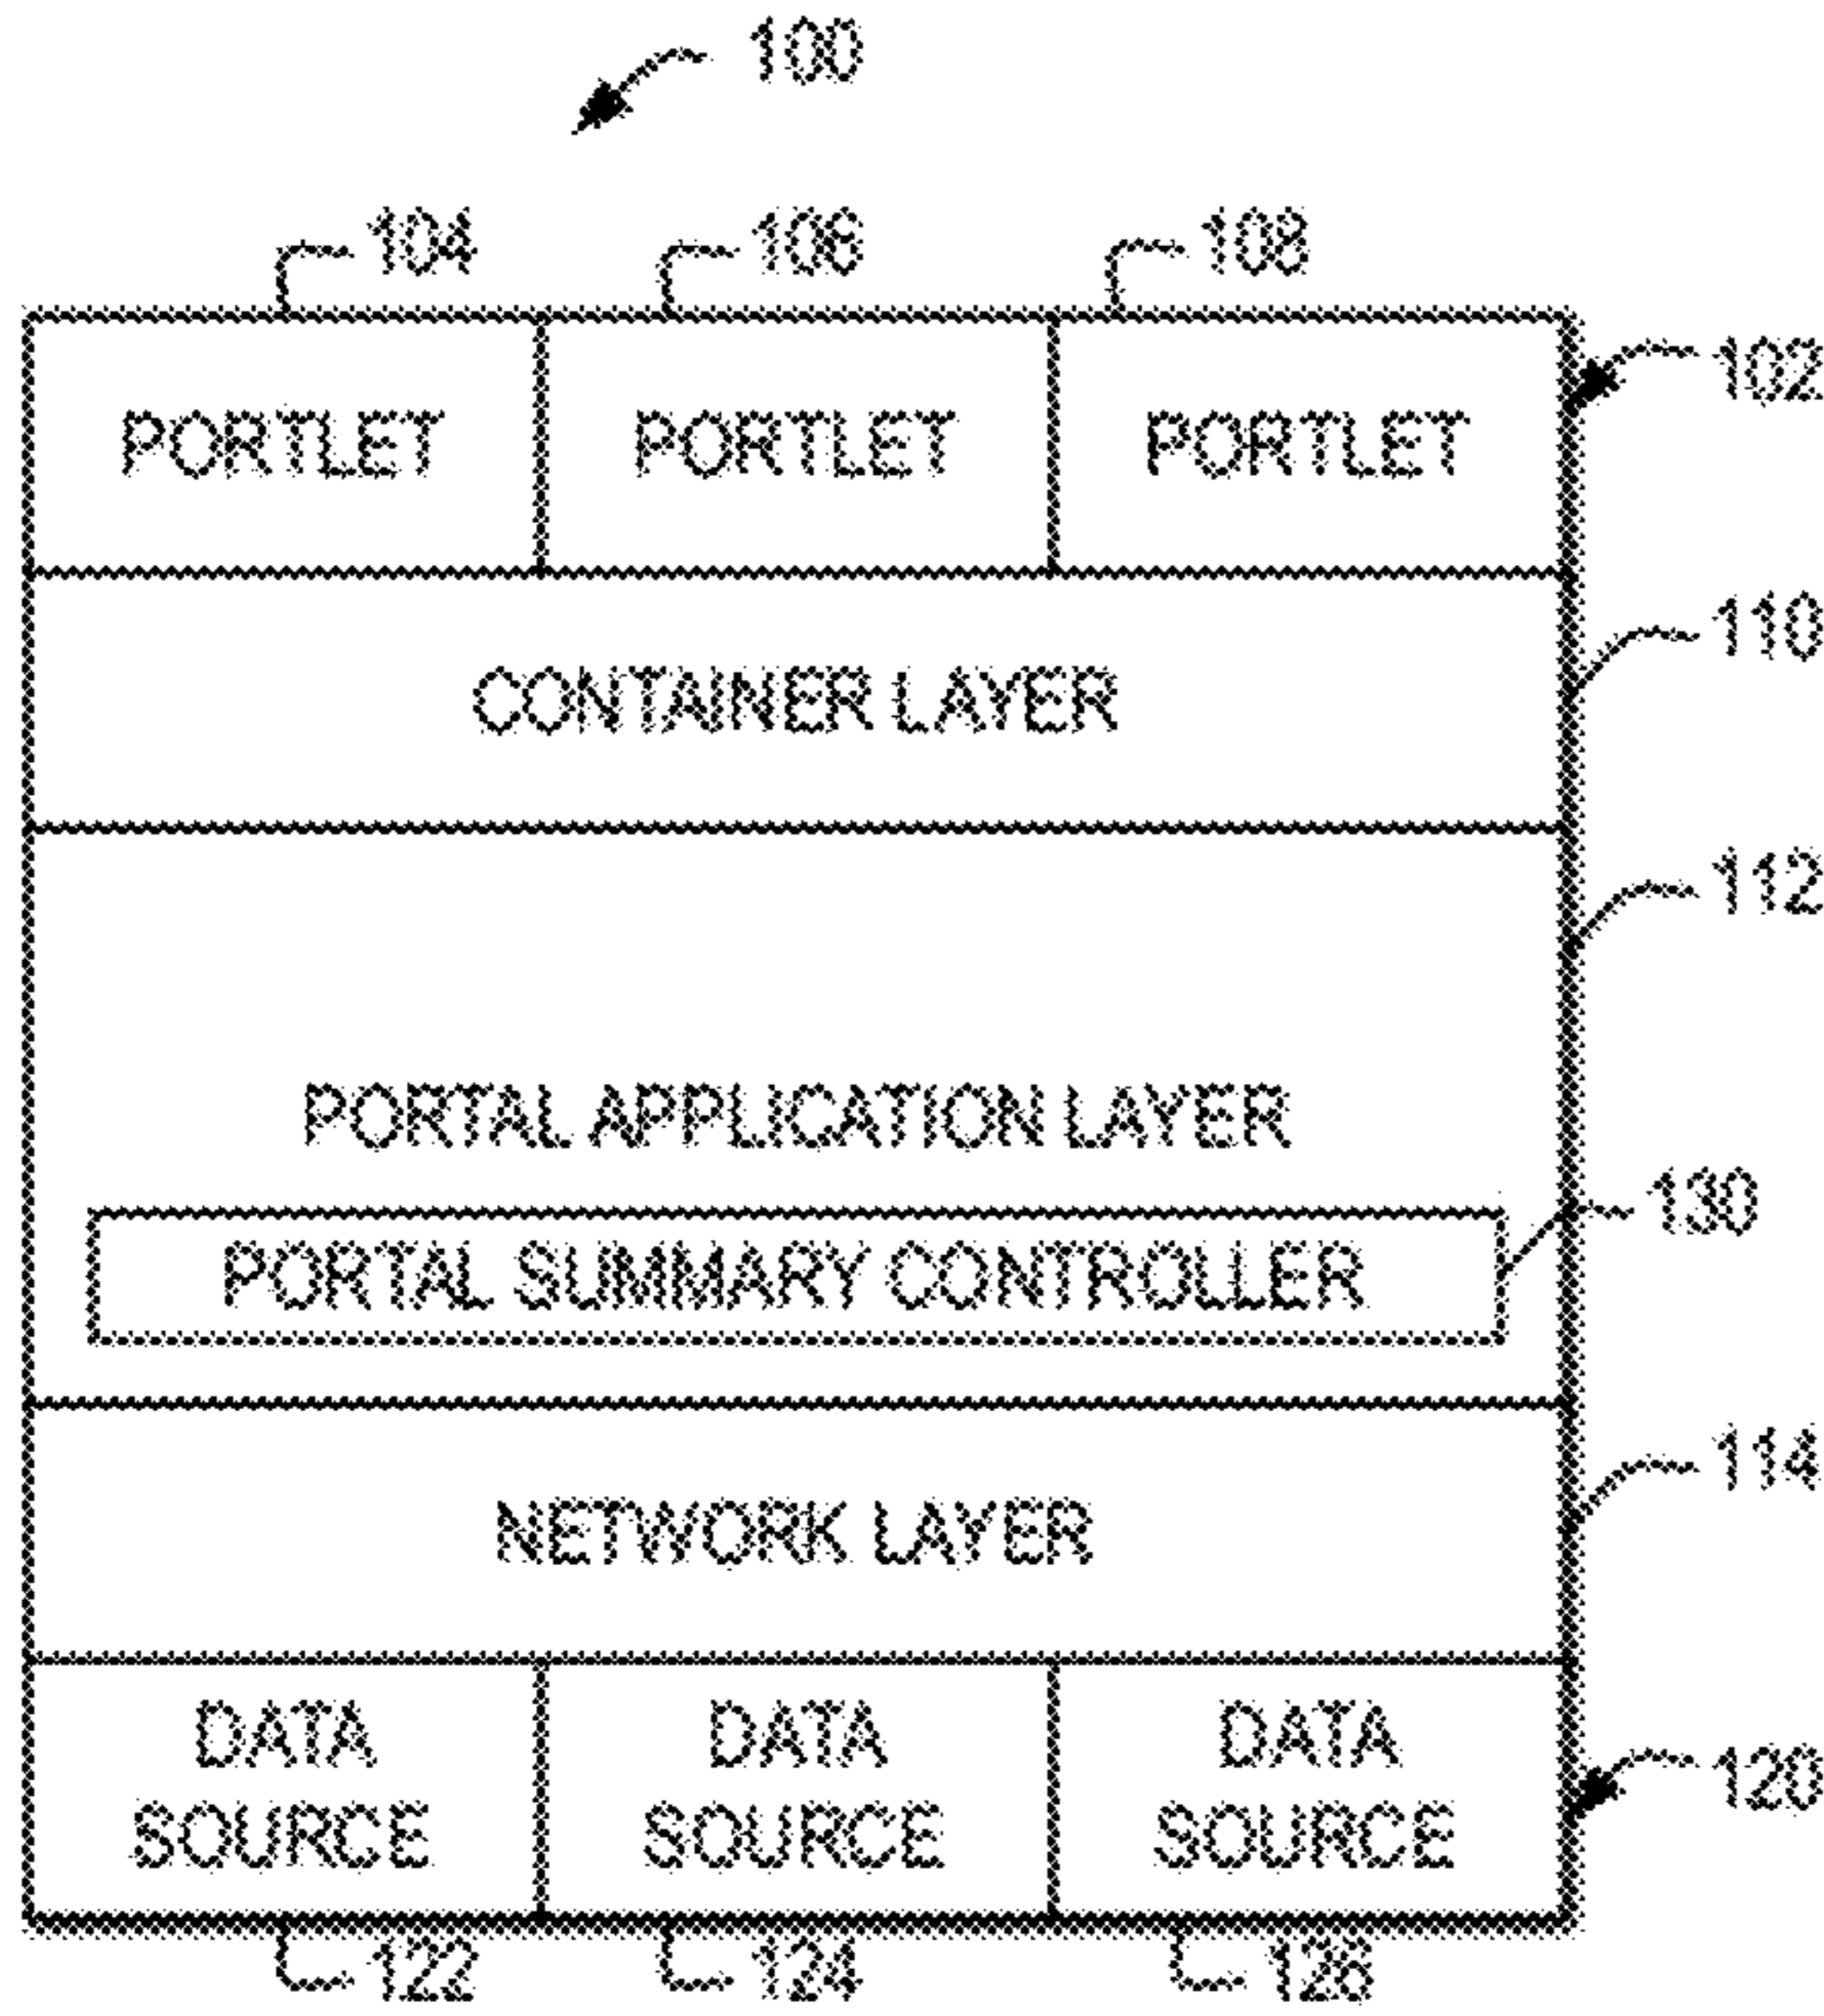 100
104 106 108
102
PORTLET PORTLET PORTLET
110
CONTAINER LAYER
112
PORTAL APPLICATION LAYER
130
PORTAL SUMMARY CONTROLLER
114
NETWORK LAYER
DATA DATA DATA
120
SOURCE SOURCE SOURCE
122 124 126